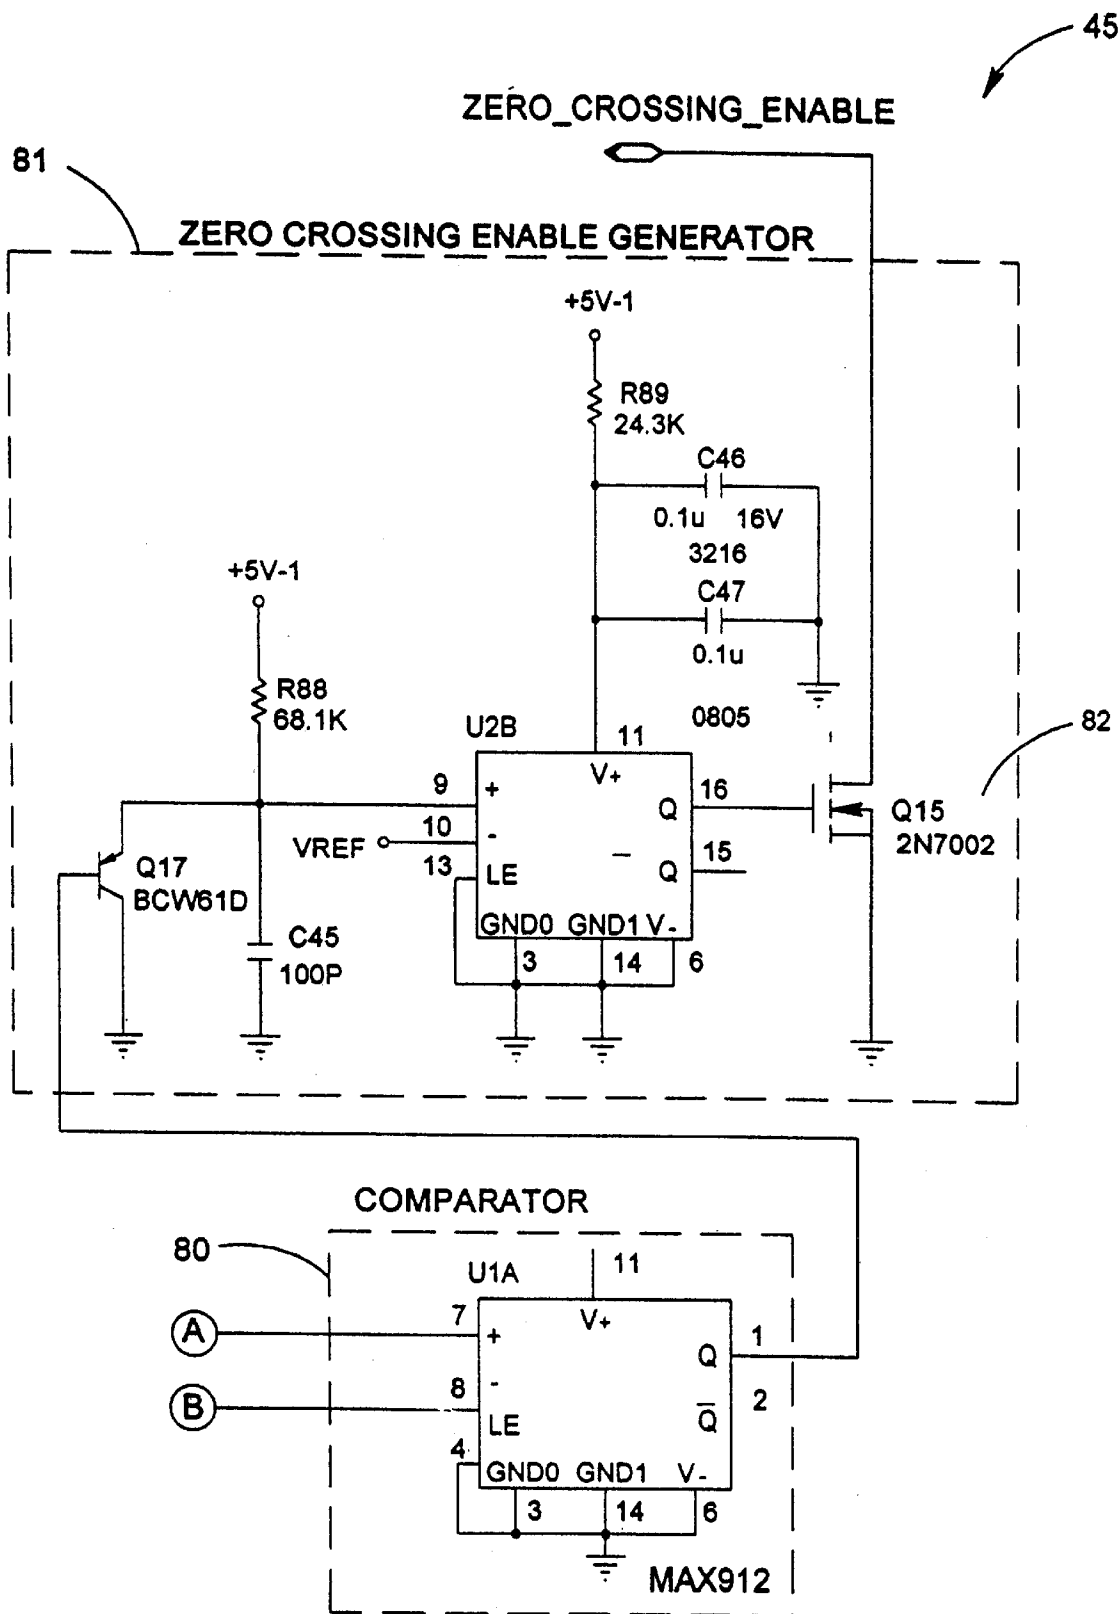 45
ZERO_CROSSING_ENABLE
81
ZERO CROSSING ENABLE GENERATOR
+5V-1
R89
24.3K
C46
0.1u 16V
3216
C47
0.1u
0805
+5V-1
R88
68.1K
U2B
11
V+
9
+
10
-
VREF
13
LE
Q
16
Q
15
GND0 GND1 V-
3
14
6
Q17
BCW61D
C45
100P
Q15
2N7002
82
COMPARATOR
80
U1A
11
V+
A
7
+
B
8
-
LE
4
Q
1
Q̅
2
GND0 GND1 V-
3
14
6
MAX912